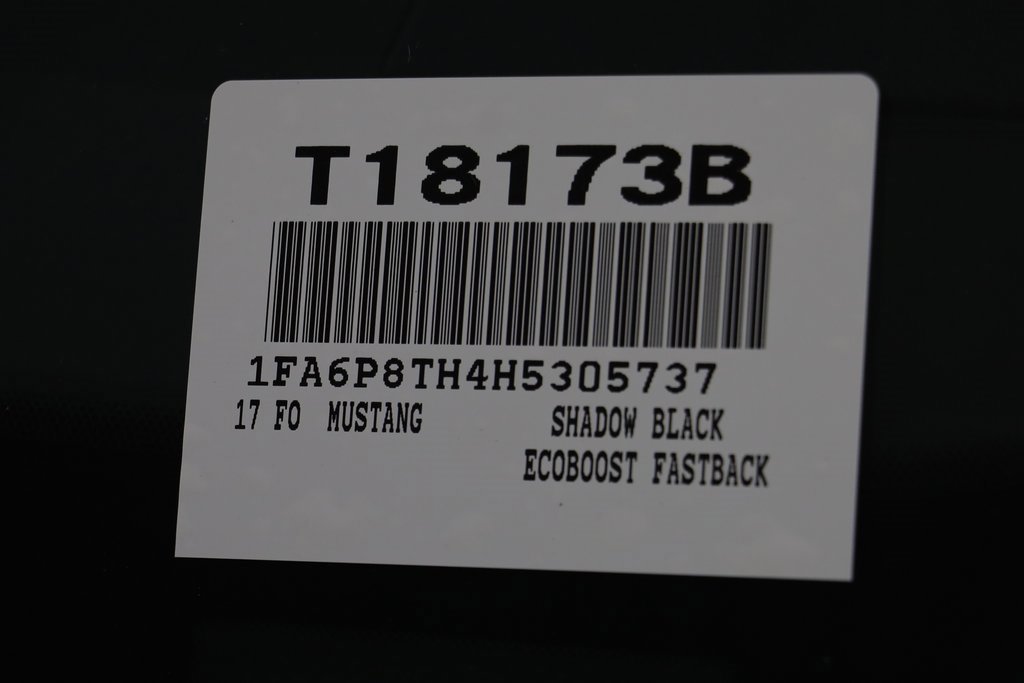 T18173B
1FA6P8TH4H5305737
17 FO MUSTANG SHADOW BLACK
ECOBOOST FASTBACK